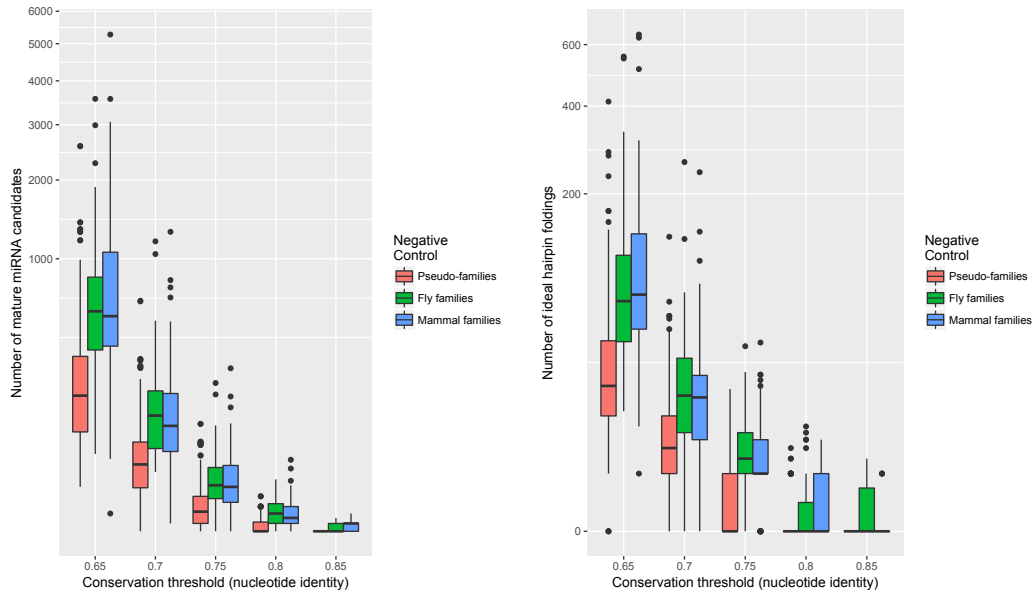 6000
5000
4000
3000
2000
1000
Number of mature miRNA candidates
0.65
0.7
0.75
0.8
0.85
Conservation threshold (nucleotide identity)
Negative
Control
Pseudo-families
Fly families
Mammal families
600
400
200
0
Number of ideal hairpin foldings
0.65
0.7
0.75
0.8
0.85
Conservation threshold (nucleotide identity)
Negative
Control
Pseudo-families
Fly families
Mammal families